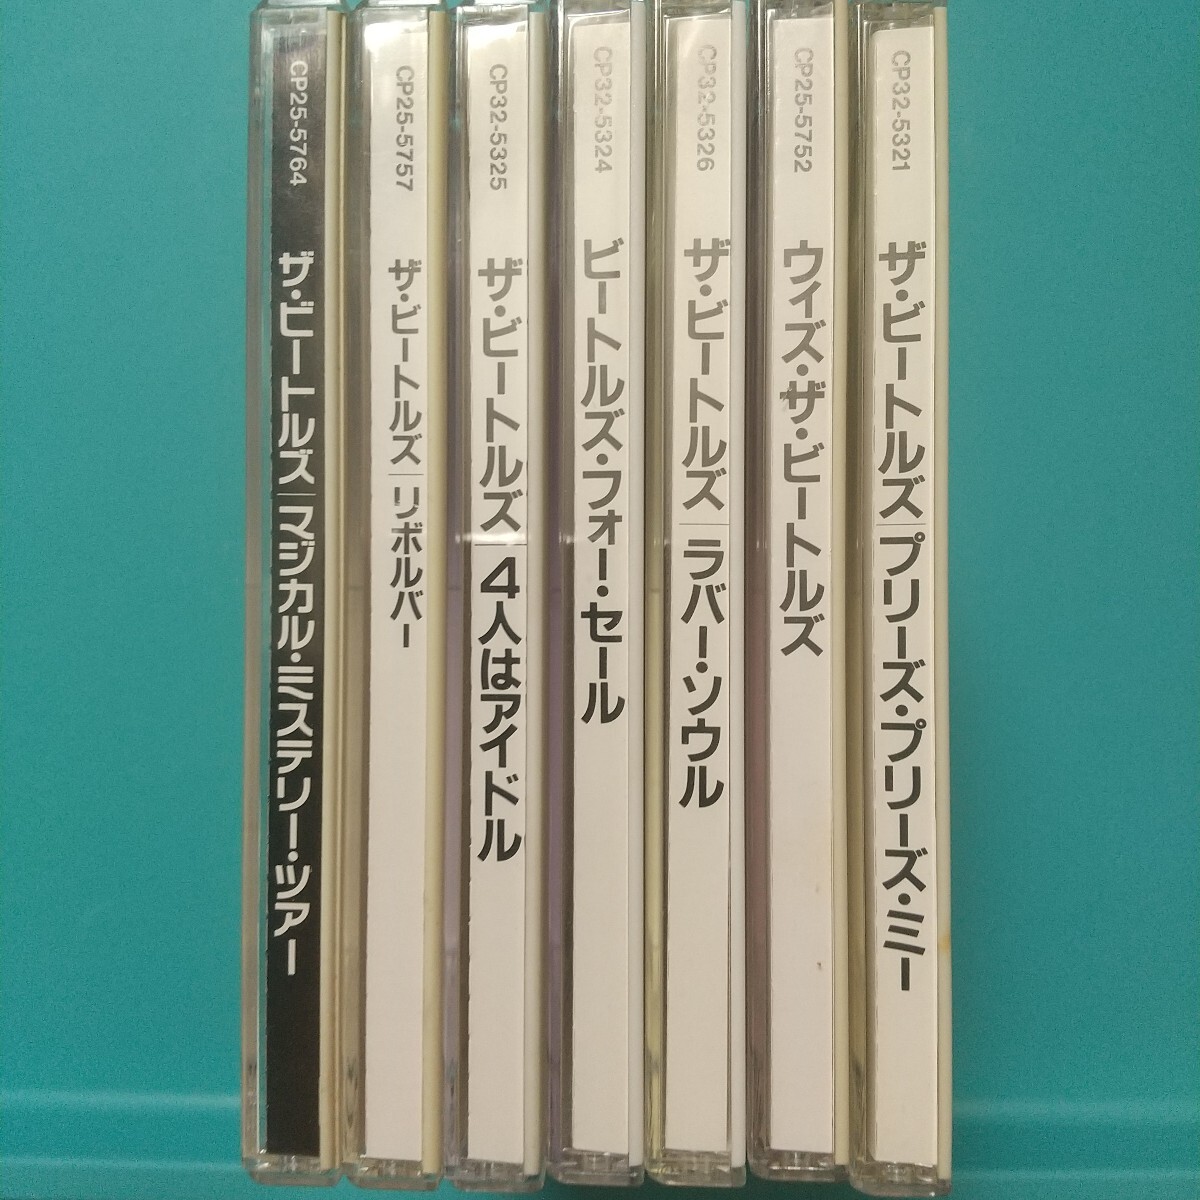 CP25-5764 ザ・ビートルズ|マジカル・ミステリー・ツアー
CP25-5757 ザ・ビートルズ|リボルバー
CP32-5325 ザ・ビートルズ|4人はアイドル
CP32-5324 ビートルズ・フォー・セール
CP32-5326 ザ・ビートルズ|ラバー・ソウル
CP25-5752 ウィズ・ザ・ビートルズ
CP32-5321 ザ・ビートルズ|プリーズ・プリーズ・ミー